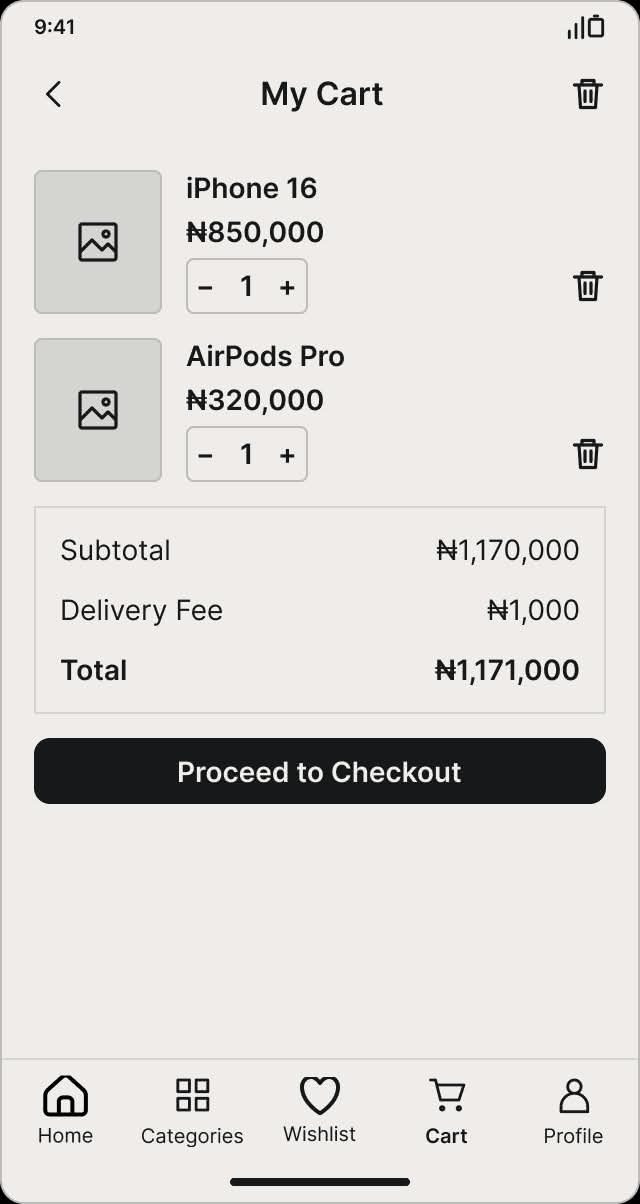 9:41
My Cart
iPhone 16
₦850,000
− 1 +
AirPods Pro
₦320,000
− 1 +
Subtotal ₦1,170,000
Delivery Fee ₦1,000
Total ₦1,171,000
Proceed to Checkout
Home Categories Wishlist Cart Profile